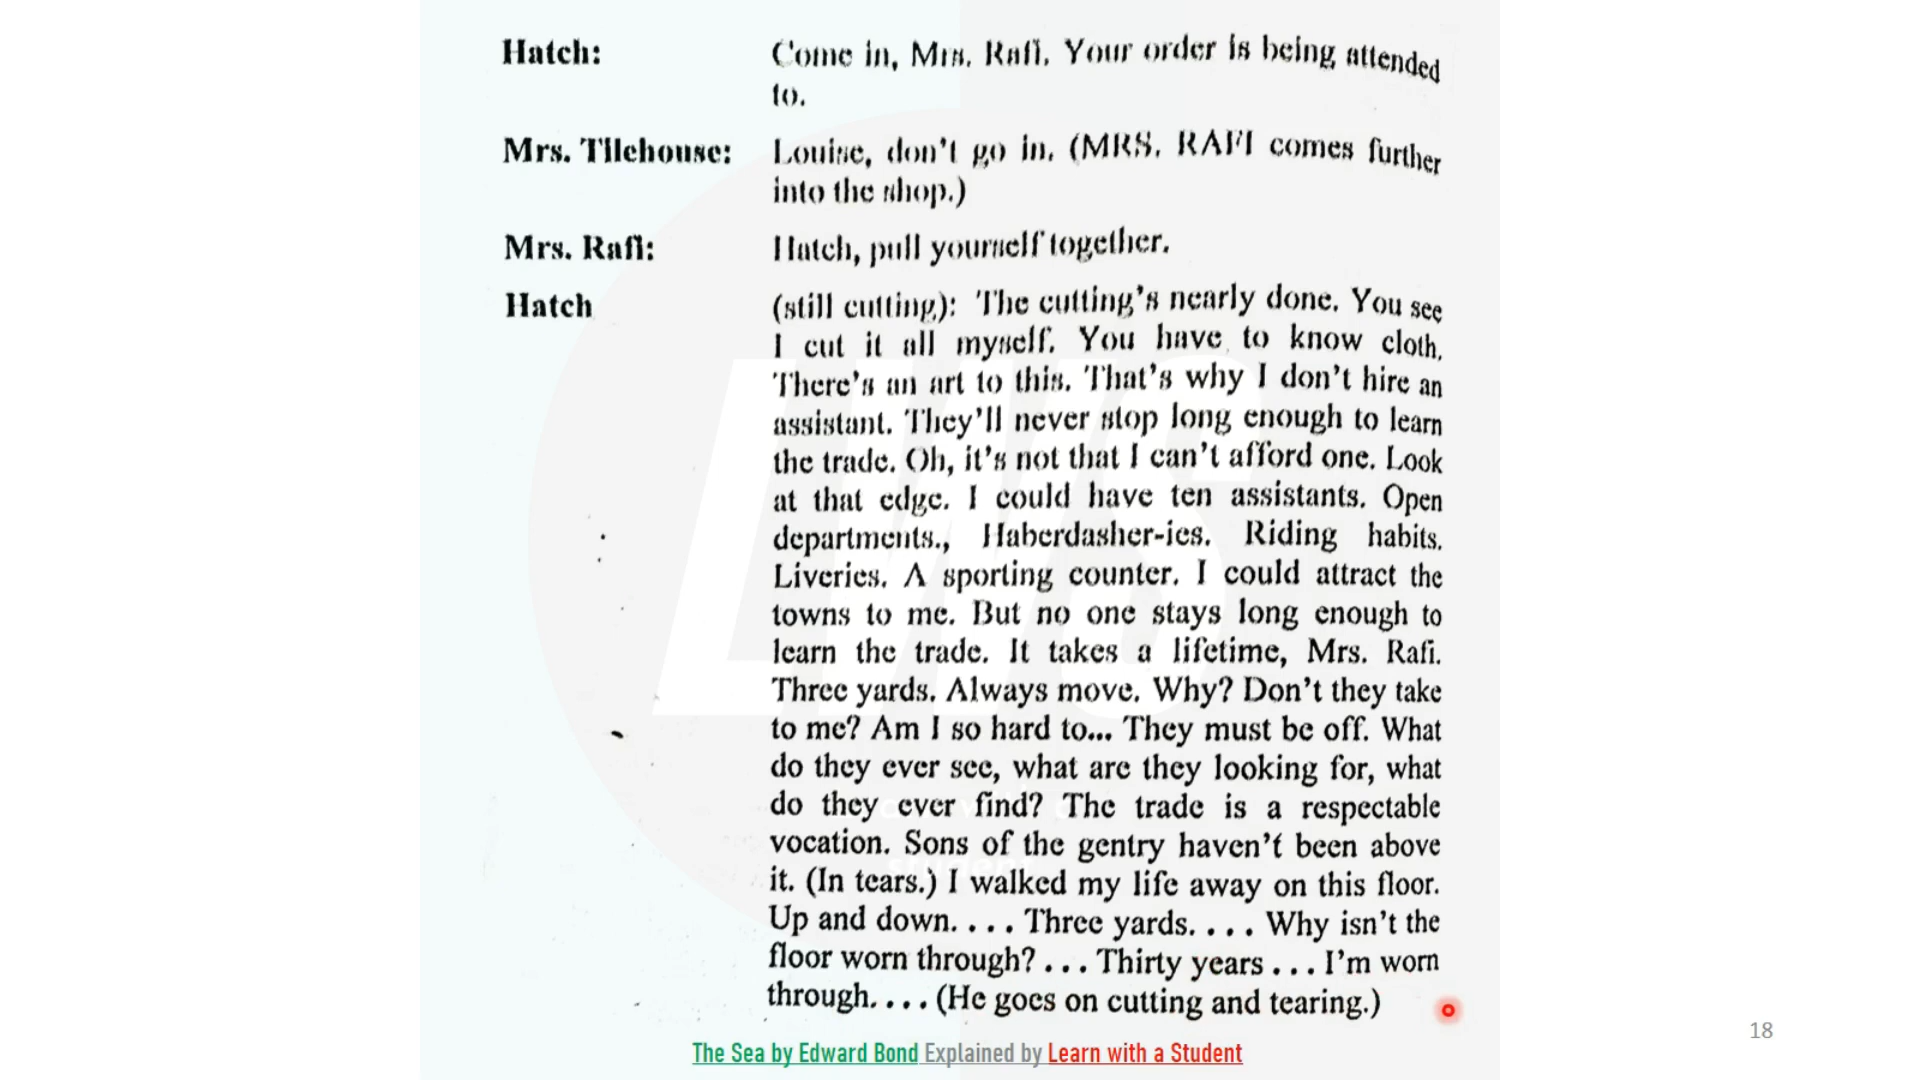 Hatch: Come in, Mrs. Rafi. Your order is being attended
to.
Mrs. Tilehouse: Louise, don't go in. (MRS. RAFI comes further
into the shop.)
Mrs. Rafi: Hatch, pull yourself together.
Hatch (still cutting): The cutting's nearly done. You see
I cut it all myself. You have to know cloth.
There's an art to this. That's why I don't hire an
assistant. They'll never stop long enough to learn
the trade. Oh, it's not that I can't afford one. Look
at that edge. I could have ten assistants. Open
departments., Haberdasher-ies. Riding habits.
Liveries. A sporting counter. I could attract the
towns to me. But no one stays long enough to
learn the trade. It takes a lifetime, Mrs. Rafi.
Three yards. Always move. Why? Don't they take
to me? Am I so hard to... They must be off. What
do they ever see, what are they looking for, what
do they ever find? The trade is a respectable
vocation. Sons of the gentry haven't been above
it. (In tears.) I walked my life away on this floor.
Up and down. . . . Three yards. . . . Why isn't the
floor worn through? . . . Thirty years . . . I'm worn
through. . . . (He goes on cutting and tearing.)
The Sea by Edward Bond Explained by Learn with a Student
18